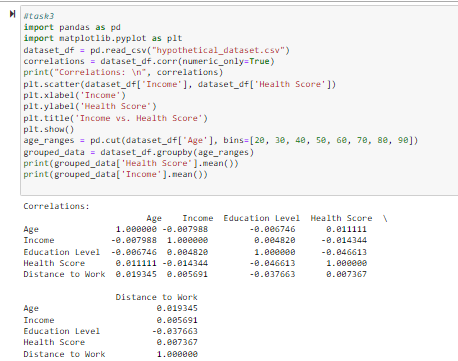 #task3
import pandas as pd
import matplotlib.pyplot as plt
dataset_df = pd.read_csv("hypothetical_dataset.csv")
correlations = dataset_df.corr(numeric_only=True)
print("Correlations: \n", correlations)
plt.scatter(dataset_df['Income'], dataset_df['Health Score'])
plt.xlabel('Income')
plt.ylabel('Health Score')
plt.title('Income vs. Health Score')
plt.show()
age_ranges = pd.cut(dataset_df['Age'], bins=[20, 30, 40, 50, 60, 70, 80, 90])
grouped_data = dataset_df.groupby(age_ranges)
print(grouped_data['Health Score'].mean())
print(grouped_data['Income'].mean())
Correlations:
Age Income Education Level Health Score \
Age 1.000000 -0.007988 -0.006746 0.011111
Income -0.007988 1.000000 0.004820 -0.014344
Education Level -0.006746 0.004820 1.000000 -0.046613
Health Score 0.011111 -0.014344 -0.046613 1.000000
Distance to Work 0.019345 0.005691 -0.037663 0.007367
Distance to Work
Age 0.019345
Income 0.005691
Education Level -0.037663
Health Score 0.007367
Distance to Work 1.000000